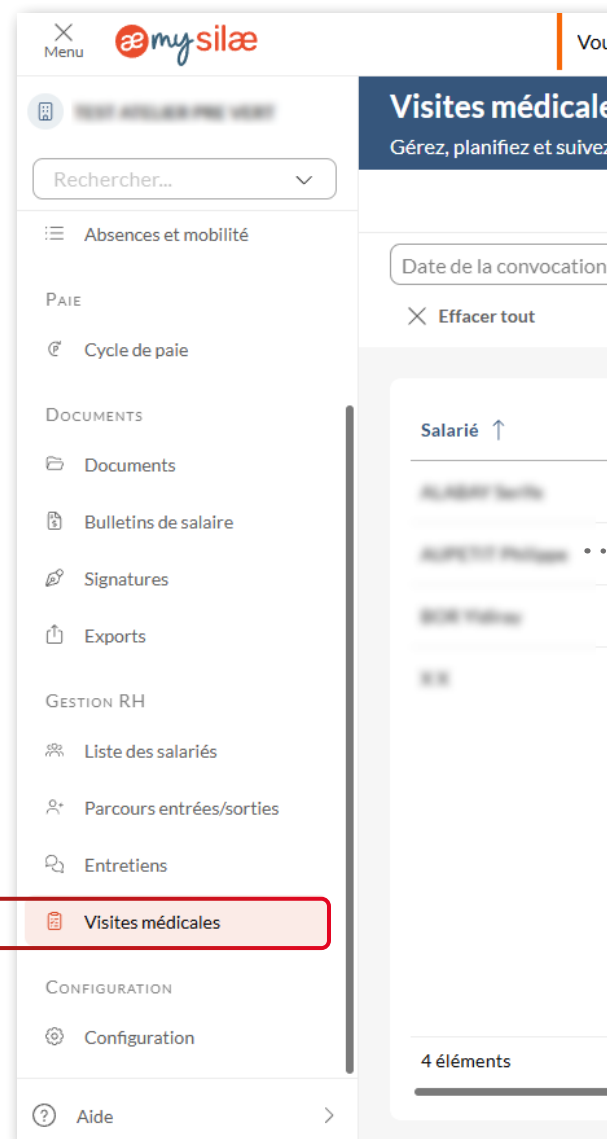 Menu
æ my silæ
Vou
Rechercher...
Absences et mobilité
PAIE
Cycle de paie
DOCUMENTS
Documents
Bulletins de salaire
Signatures
Exports
GESTION RH
Liste des salariés
Parcours entrées/sorties
Entretiens
Visites médicales
CONFIGURATION
Configuration
Aide
Visites médicale
Gérez, planifiez et suivez
Date de la convocation
Effacer tout
Salarié
4 éléments